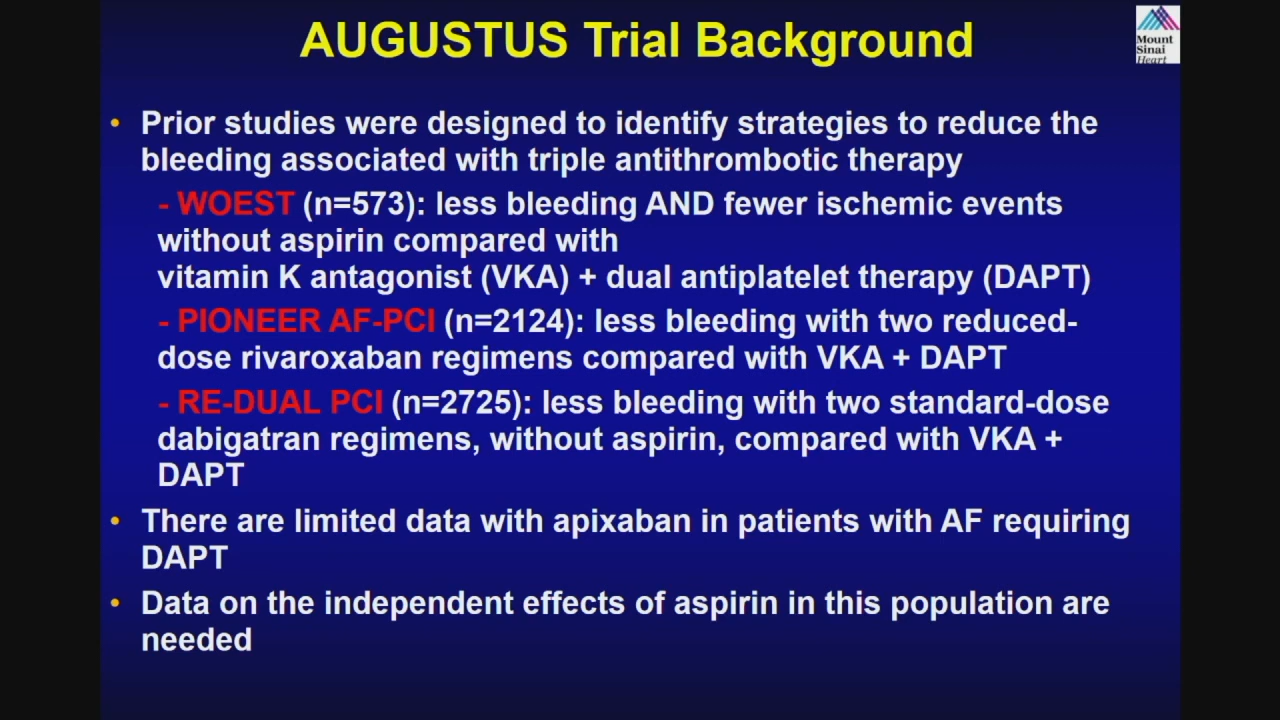 AUGUSTUS Trial Background
Mount
Sinai
Heart
• Prior studies were designed to identify strategies to reduce the
bleeding associated with triple antithrombotic therapy
- WOEST (n=573): less bleeding AND fewer ischemic events
without aspirin compared with
vitamin K antagonist (VKA) + dual antiplatelet therapy (DAPT)
- PIONEER AF-PCI (n=2124): less bleeding with two reduced-
dose rivaroxaban regimens compared with VKA + DAPT
- RE-DUAL PCI (n=2725): less bleeding with two standard-dose
dabigatran regimens, without aspirin, compared with VKA +
DAPT
• There are limited data with apixaban in patients with AF requiring
DAPT
• Data on the independent effects of aspirin in this population are
needed